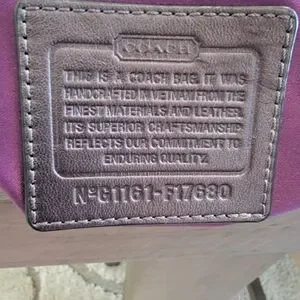 COACH
THIS IS A COACH BAG. IT WAS
HANDCRAFTED IN VIETNAM FROM THE
FINEST MATERIALS AND LEATHER.
ITS SUPERIOR CRAFTSMANSHIP
REFLECTS OUR COMMITMENT TO
ENDURING QUALITY.
Nº G1161-F17680